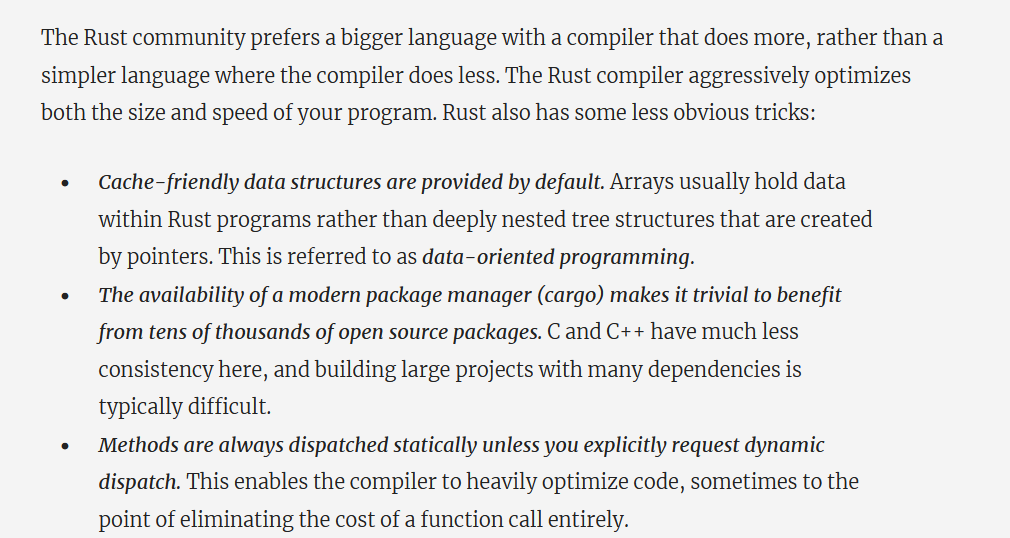 The Rust community prefers a bigger language with a compiler that does more, rather than a
simpler language where the compiler does less. The Rust compiler aggressively optimizes
both the size and speed of your program. Rust also has some less obvious tricks:
• Cache-friendly data structures are provided by default. Arrays usually hold data
within Rust programs rather than deeply nested tree structures that are created
by pointers. This is referred to as data-oriented programming.
• The availability of a modern package manager (cargo) makes it trivial to benefit
from tens of thousands of open source packages. C and C++ have much less
consistency here, and building large projects with many dependencies is
typically difficult.
• Methods are always dispatched statically unless you explicitly request dynamic
dispatch. This enables the compiler to heavily optimize code, sometimes to the
point of eliminating the cost of a function call entirely.